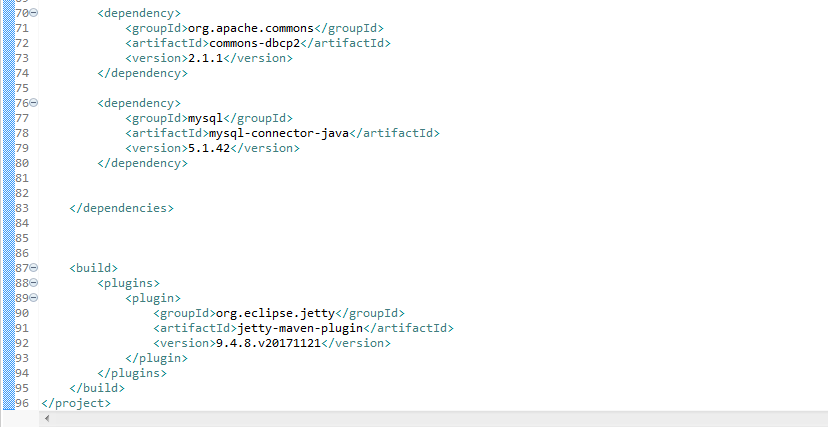 70 <dependency>
71 <groupId>org.apache.commons</groupId>
72 <artifactId>commons-dbcp2</artifactId>
73 <version>2.1.1</version>
74 </dependency>
75
76 <dependency>
77 <groupId>mysql</groupId>
78 <artifactId>mysql-connector-java</artifactId>
79 <version>5.1.42</version>
80 </dependency>
81
82
83 </dependencies>
84
85
86
87 <build>
88 <plugins>
89 <plugin>
90 <groupId>org.eclipse.jetty</groupId>
91 <artifactId>jetty-maven-plugin</artifactId>
92 <version>9.4.8.v20171121</version>
93 </plugin>
94 </plugins>
95 </build>
96 </project>